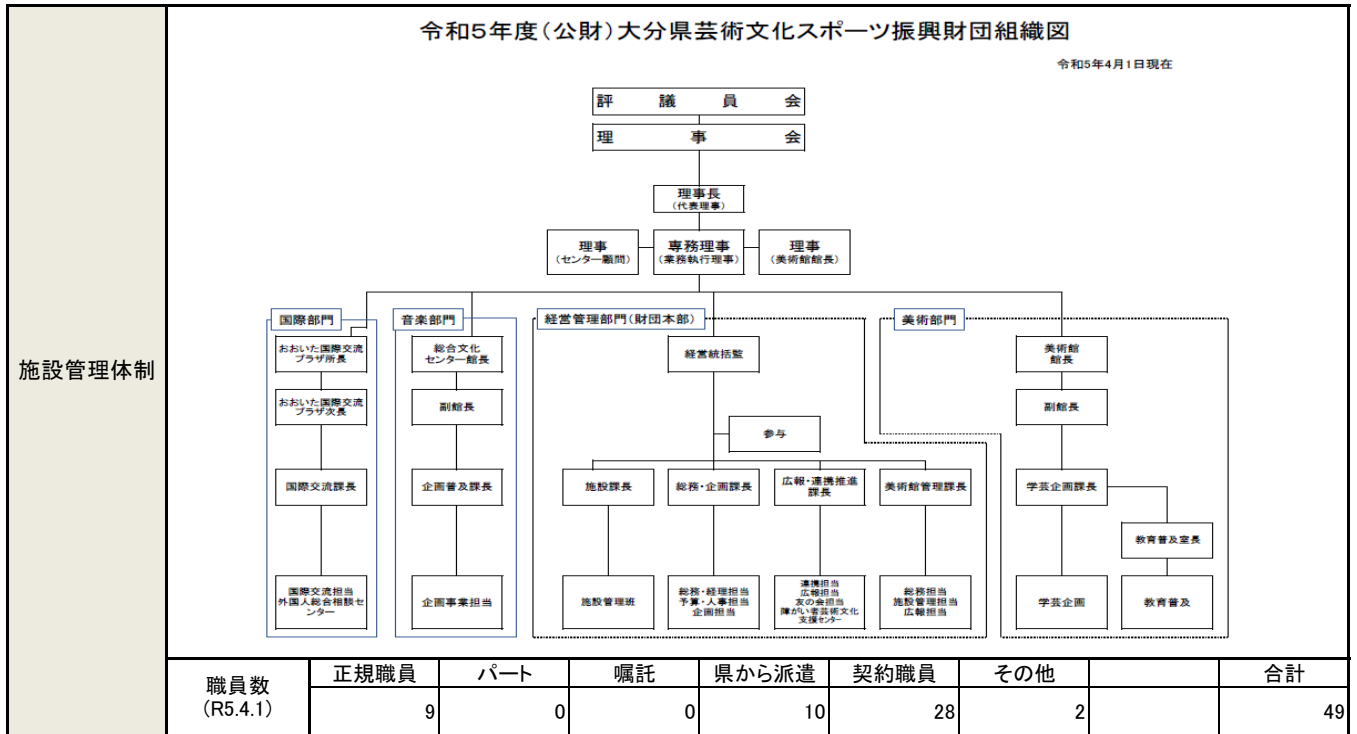 令和5年度(公財)大分県芸術文化スポーツ振興財団組織図
令和5年4月1日現在
評議員会
理事会
理事長
(代表理事)
理事
(センター顧問)
専務理事
(業務執行理事)
理事
(美術館館長)
国際部門
音楽部門
経営管理部門(財団本部)
美術部門
おおいた国際交流
プラザ所長
総合文化
センター館長
経営統括監
美術館
館長
おおいた国際交流
プラザ次長
副館長
副館長
参与
施設管理体制
国際交流課長
企画普及課長
施設課長
総務・企画課長
広報・連携推進
課長
美術館管理課長
学芸企画課長
教育普及室長
国際交流担当
外国人総合相談セ
ンター
企画事業担当
施設管理班
総務・経理担当
予算・人事担当
企画担当
連携担当
広報担当
友の会担当
障がい者芸術文化
支援センター
総務担当
施設管理担当
広報担当
学芸企画
教育普及
職員数
(R5.4.1)
正規職員 パート 嘱託 県から派遣 契約職員 その他 合計
9 0 0 10 28 2 49